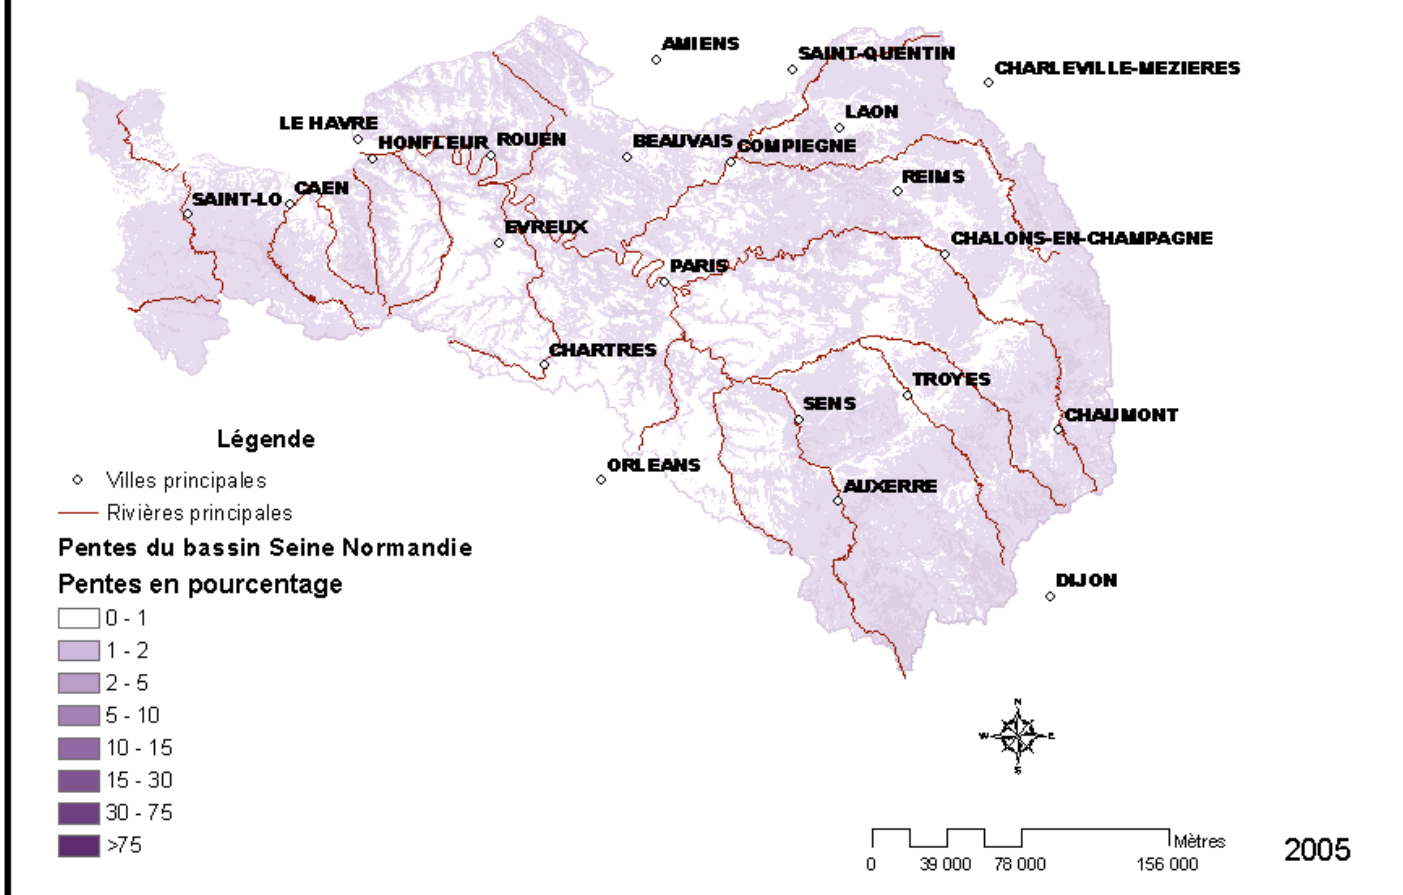 AMIENS
SAINT-QUENTIN
CHARLEVILLE-MEZIERES
LAON
LE HAVRE
HONFLEUR
ROUEN
BEAUVAIS
COMPIEGNE
REIMS
SAINT-LO
CAEN
EVREUX
CHALONS-EN-CHAMPAGNE
PARIS
CHARTRES
TROYES
SENS
CHAUMONT
ORLEANS
AUXERRE
DIJON
Légende
Villes principales
Rivières principales
Pentes du bassin Seine Normandie
Pentes en pourcentage
0 - 1
1 - 2
2 - 5
5 - 10
10 - 15
15 - 30
30 - 75
>75
N
W E
S
Mètres
0 39 000 78 000 156 000
2005